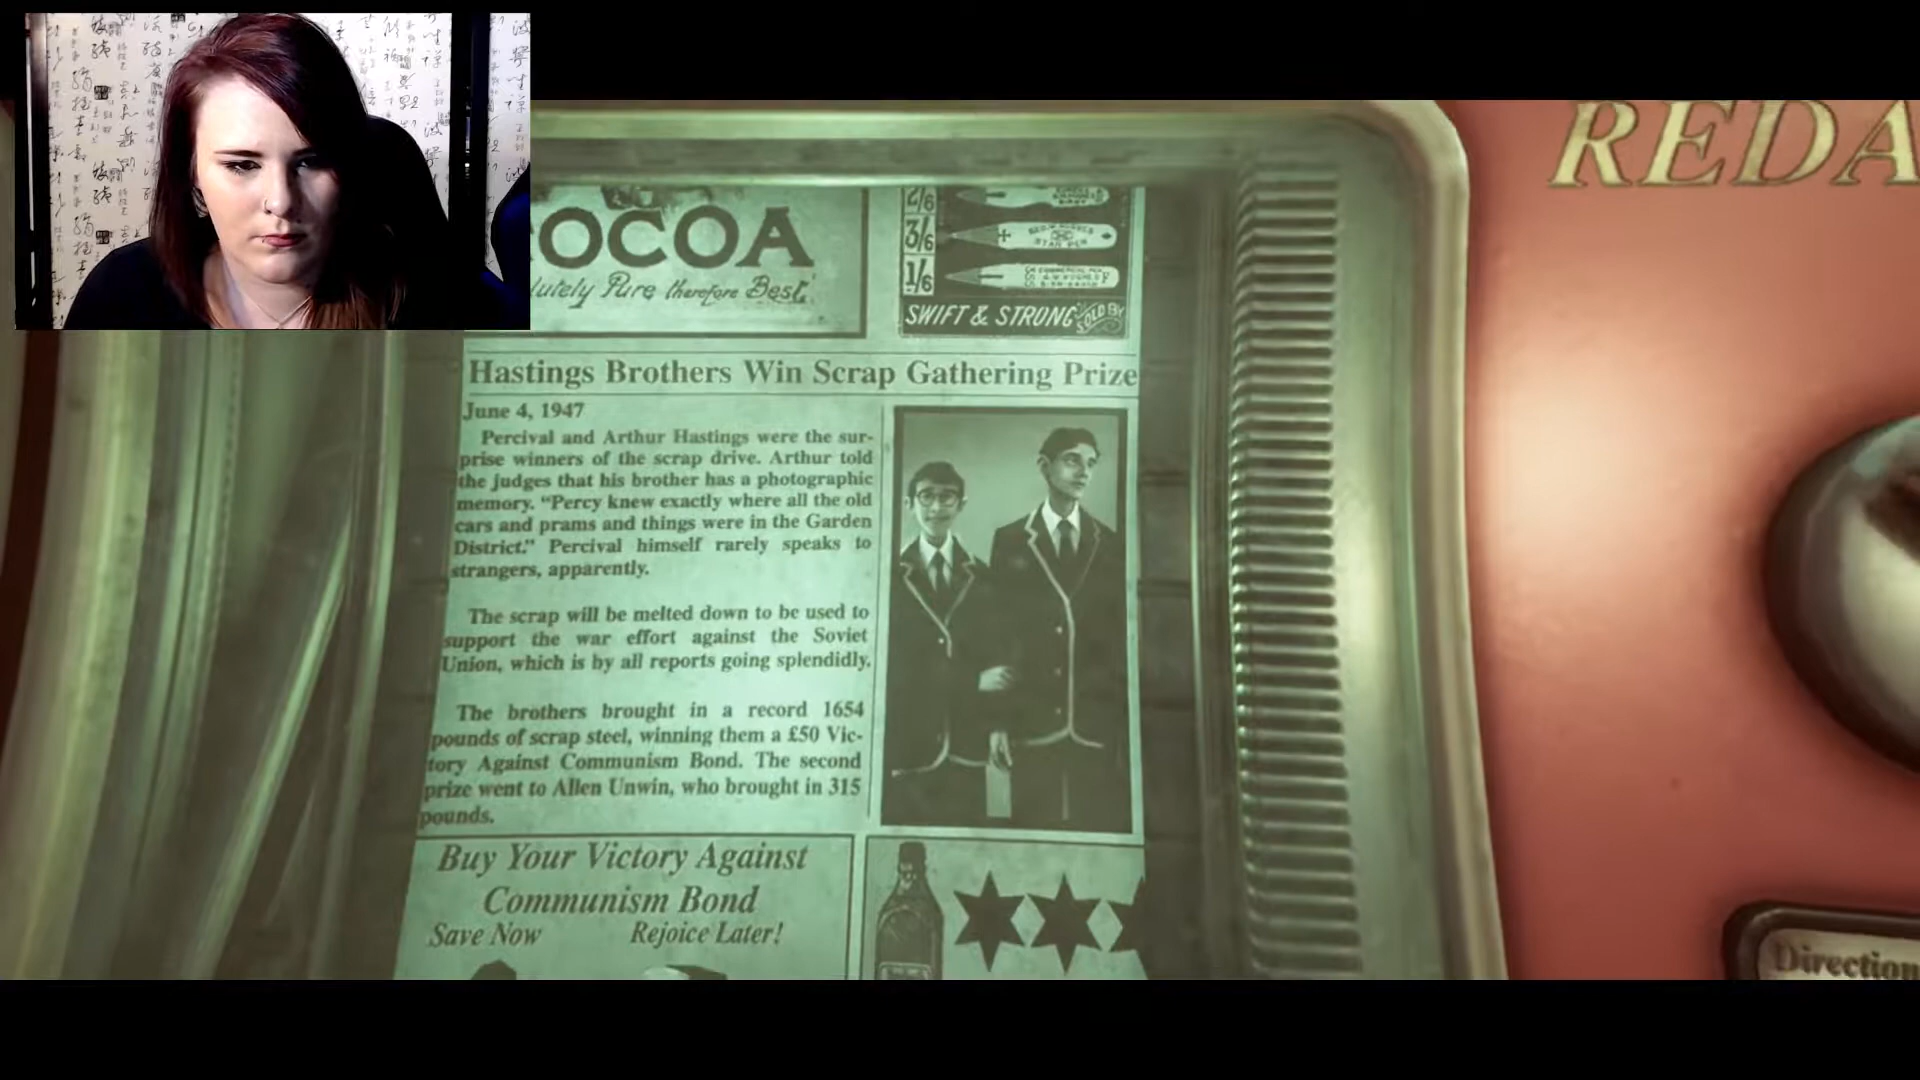 REDA
OCOA
lutely Pure therefore Best
2/6
3/6
1/6
STAR PEN
SWIFT & STRONG SOLD BY
Hastings Brothers Win Scrap Gathering Prize
June 4, 1947
Percival and Arthur Hastings were the sur-
prise winners of the scrap drive. Arthur told
the judges that his brother has a photographic
memory. “Percy knew exactly where all the old
cars and prams and things were in the Garden
District.” Percival himself rarely speaks to
strangers, apparently.
The scrap will be melted down to be used to
support the war effort against the Soviet
Union, which is by all reports going splendidly.
The brothers brought in a record 1654
pounds of scrap steel, winning them a £50 Vic-
tory Against Communism Bond. The second
prize went to Allen Unwin, who brought in 315
pounds.
Buy Your Victory Against
Communism Bond
Save Now Rejoice Later!
Direction